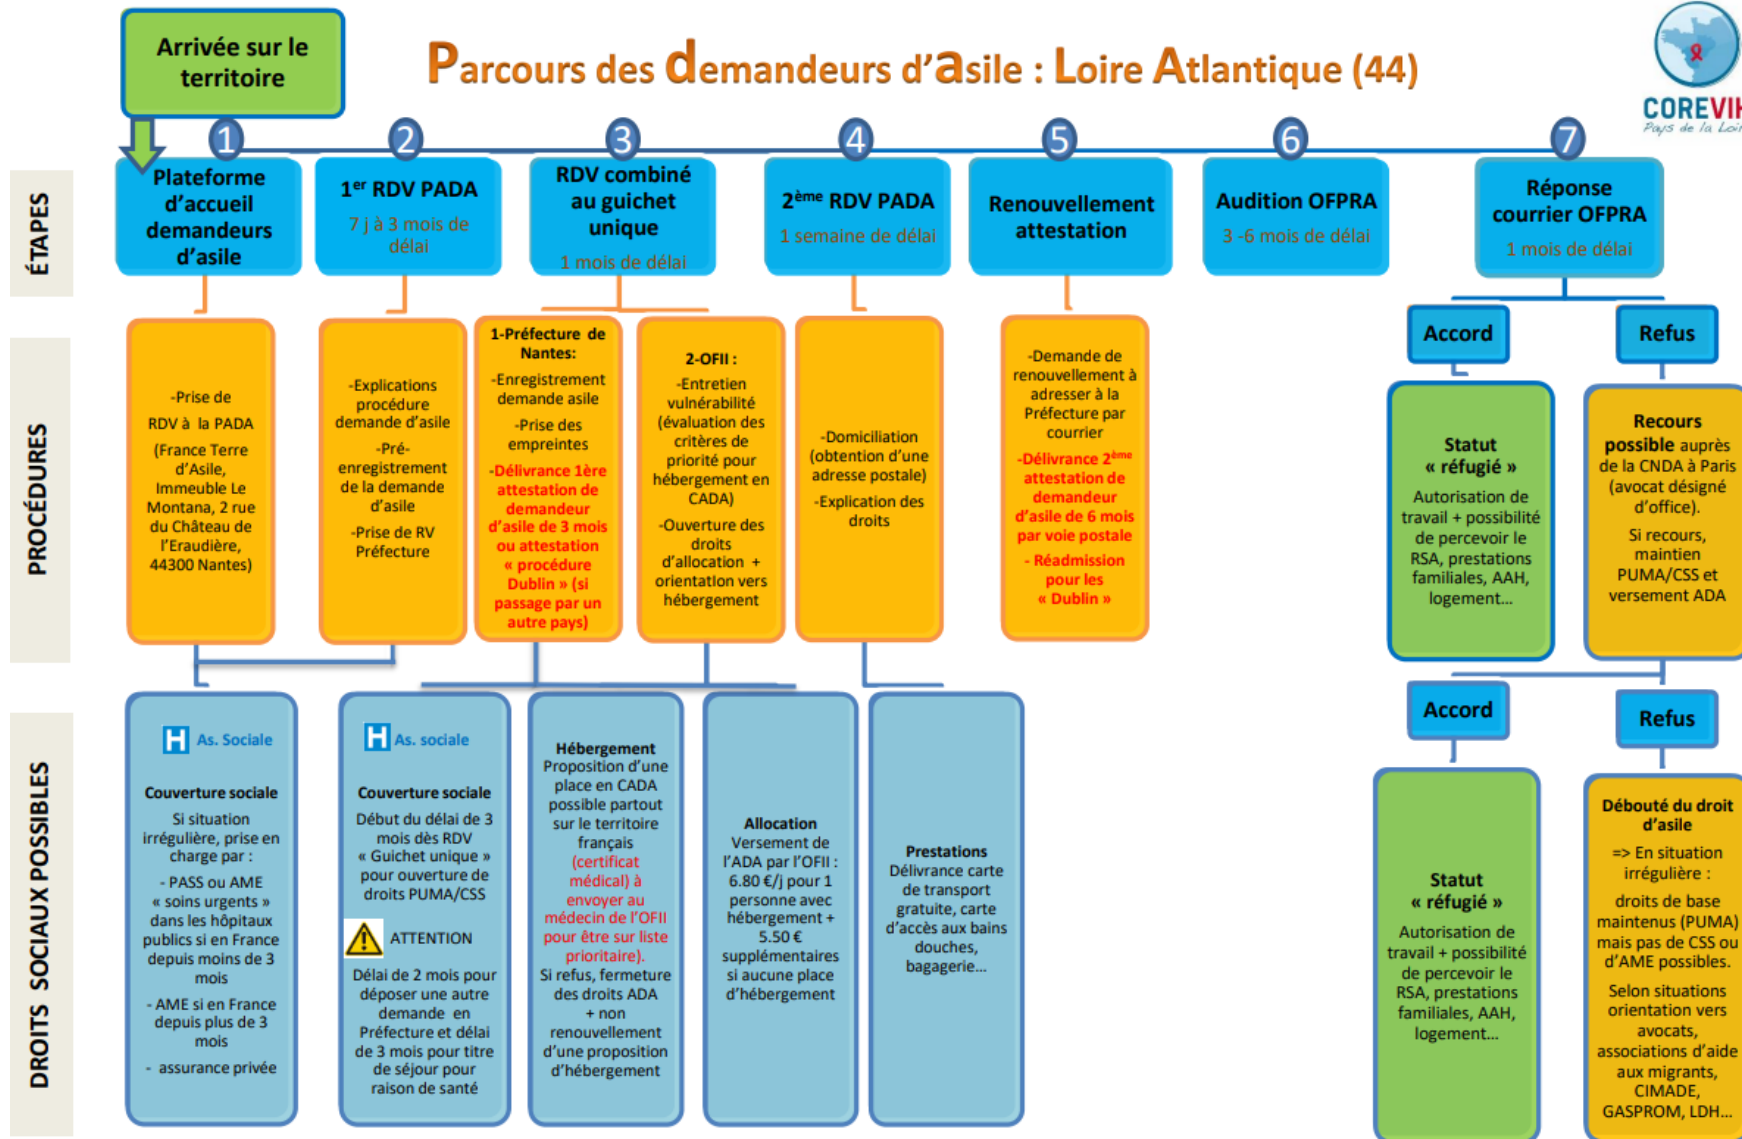 Arrivée sur le
territoire
Parcours des demandeurs d'asile : Loire Atlantique (44)
COREVIH
Pays de la Loire
1
2
3
4
5
6
7
ÉTAPES
Plateforme
d'accueil
demandeurs
d'asile
1er RDV PADA
7 j à 3 mois de
délai
RDV combiné
au guichet
unique
1 mois de délai
2ème RDV PADA
1 semaine de délai
Renouvellement
attestation
Audition OFPRA
3 -6 mois de délai
Réponse
courrier OFPRA
1 mois de délai
PROCÉDURES
-Prise de
RDV à la PADA
(France Terre
d'Asile,
Immeuble Le
Montana, 2 rue
du Château de
l'Eraudière,
44300 Nantes)
-Explications
procédure
demande d'asile
-Pré-
enregistrement
de la demande
d'asile
-Prise de RV
Préfecture
1-Préfecture de
Nantes:
-Enregistrement
demande asile
-Prise des
empreintes
-Délivrance 1ère
attestation de
demandeur
d'asile de 3 mois
ou attestation
« procédure
Dublin » (si
passage par un
autre pays)
2-OFII :
-Entretien
vulnérabilité
(évaluation des
critères de
priorité pour
hébergement en
CADA)
-Ouverture des
droits
d'allocation +
orientation vers
hébergement
-Domiciliation
(obtention d'une
adresse postale)
-Explication des
droits
-Demande de
renouvellement à
adresser à la
Préfecture par
courrier
-Délivrance 2ème
attestation de
demandeur
d'asile de 6 mois
par voie postale
- Réadmission
pour les
« Dublin »
Accord
Statut
« réfugié »
Autorisation de
travail + possibilité
de percevoir le
RSA, prestations
familiales, AAH,
logement...
Refus
Recours
possible auprès
de la CNDA à Paris
(avocat désigné
d'office).
Si recours,
maintien
PUMA/CSS et
versement ADA
DROITS SOCIAUX POSSIBLES
H As. Sociale
Couverture sociale
Si situation
irrégulière, prise en
charge par :
- PASS ou AME
« soins urgents »
dans les hôpitaux
publics si en France
depuis moins de 3
mois
- AME si en France
depuis plus de 3
mois
- assurance privée
H As. sociale
Couverture sociale
Début du délai de 3
mois dès RDV
« Guichet unique »
pour ouverture de
droits PUMA/CSS
ATTENTION
Délai de 2 mois pour
déposer une autre
demande en
Préfecture et délai
de 3 mois pour titre
de séjour pour
raison de santé
Hébergement
Proposition d'une
place en CADA
possible partout
sur le territoire
français
(certificat
médical) à
envoyer au
médecin de l'OFII
pour être sur liste
prioritaire).
Si refus, fermeture
des droits ADA
+ non
renouvellement
d'une proposition
d'hébergement
Allocation
Versement de
l'ADA par l'OFII :
6.80 €/j pour 1
personne avec
hébergement +
5.50 €
supplémentaires
si aucune place
d'hébergement
Prestations
Délivrance carte
de transport
gratuite, carte
d'accès aux bains
douches,
bagagerie...
Accord
Statut
« réfugié »
Autorisation de
travail + possibilité
de percevoir le
RSA, prestations
familiales, AAH,
logement...
Refus
Débouté du droit
d'asile
=> En situation
irrégulière :
droits de base
maintenus (PUMA)
mais pas de CSS ou
d'AME possibles.
Selon situations
orientation vers
avocats,
associations d'aide
aux migrants,
CIMADE,
GASPROM, LDH...